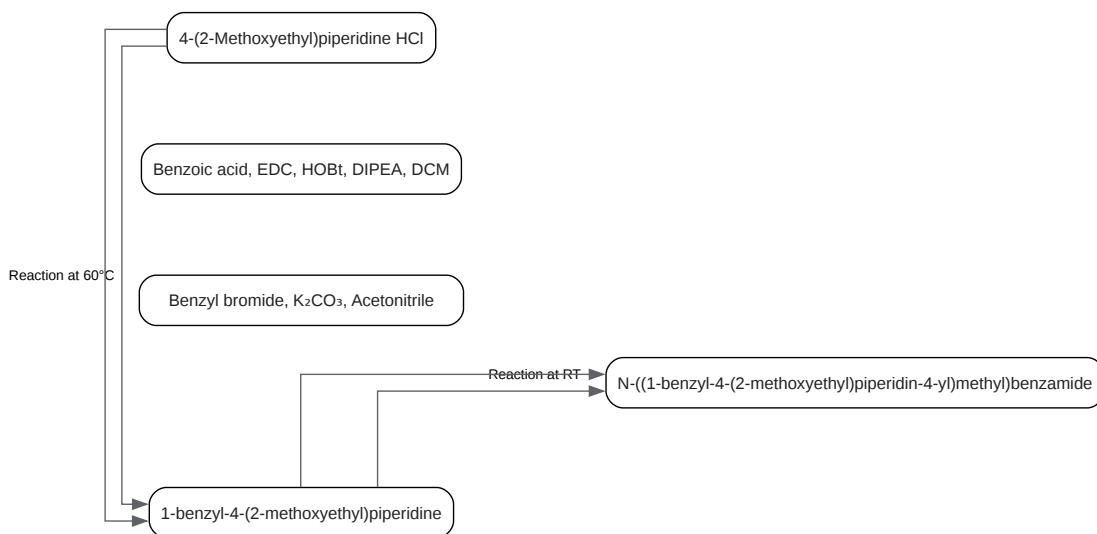 4-(2-Methoxyethyl)piperidine HCl
Benzoic acid, EDC, HOBt, DIPEA, DCM
Reaction at 60°C
Benzyl bromide, K₂CO₃, Acetonitrile
Reaction at RT
N-((1-benzyl-4-(2-methoxyethyl)piperidin-4-yl)methyl)benzamide
1-benzyl-4-(2-methoxyethyl)piperidine